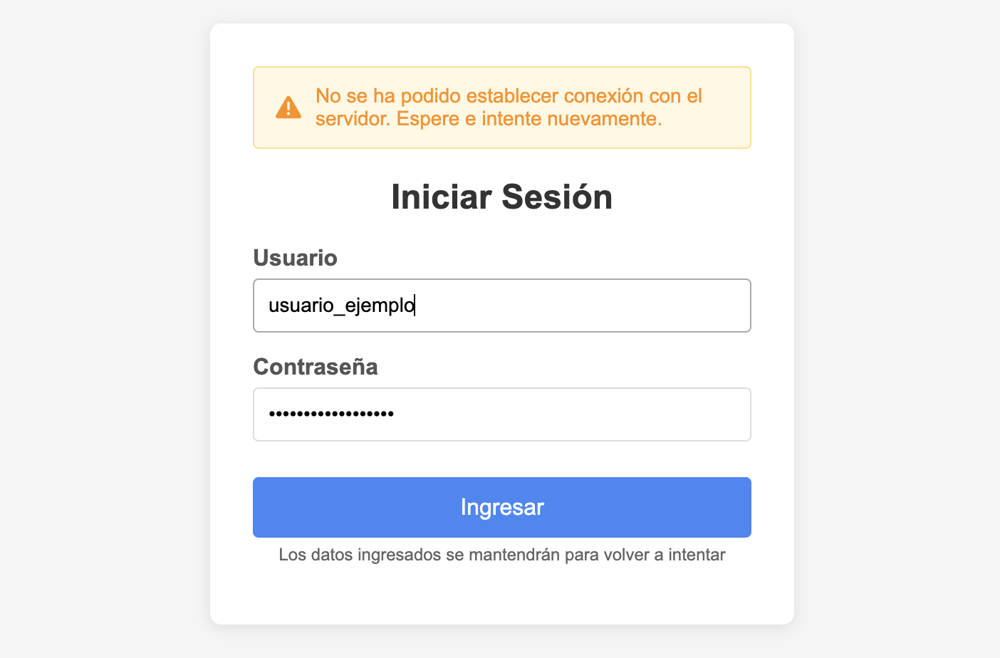 No se ha podido establecer conexión con el
servidor. Espere e intente nuevamente.
Iniciar Sesión
Usuario
usuario_ejemplo
Contraseña
••••••••••••••••••
Ingresar
Los datos ingresados se mantendrán para volver a intentar